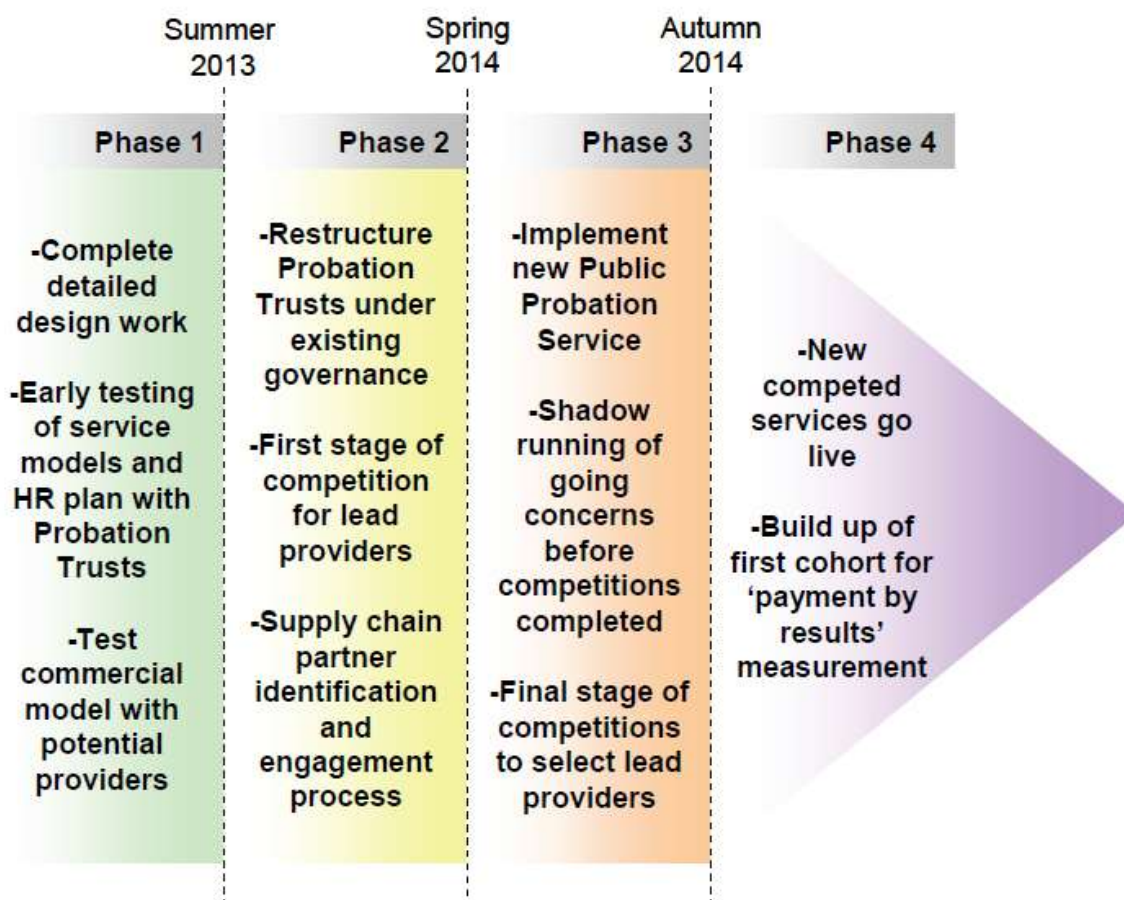 Summer
2013
Spring
2014
Autumn
2014
Phase 1
-Complete
detailed
design work
-Early testing
of service
models and
HR plan with
Probation
Trusts
-Test
commercial
model with
potential
providers
Phase 2
-Restructure
Probation
Trusts under
existing
governance
-First stage of
competition
for lead
providers
-Supply chain
partner
identification
and
engagement
process
Phase 3
-Implement
new Public
Probation
Service
-Shadow
running of
going
concerns
before
competitions
completed
-Final stage of
competitions
to select lead
providers
Phase 4
-New
competed
services go
live
-Build up of
first cohort for
‘payment by
results’
measurement